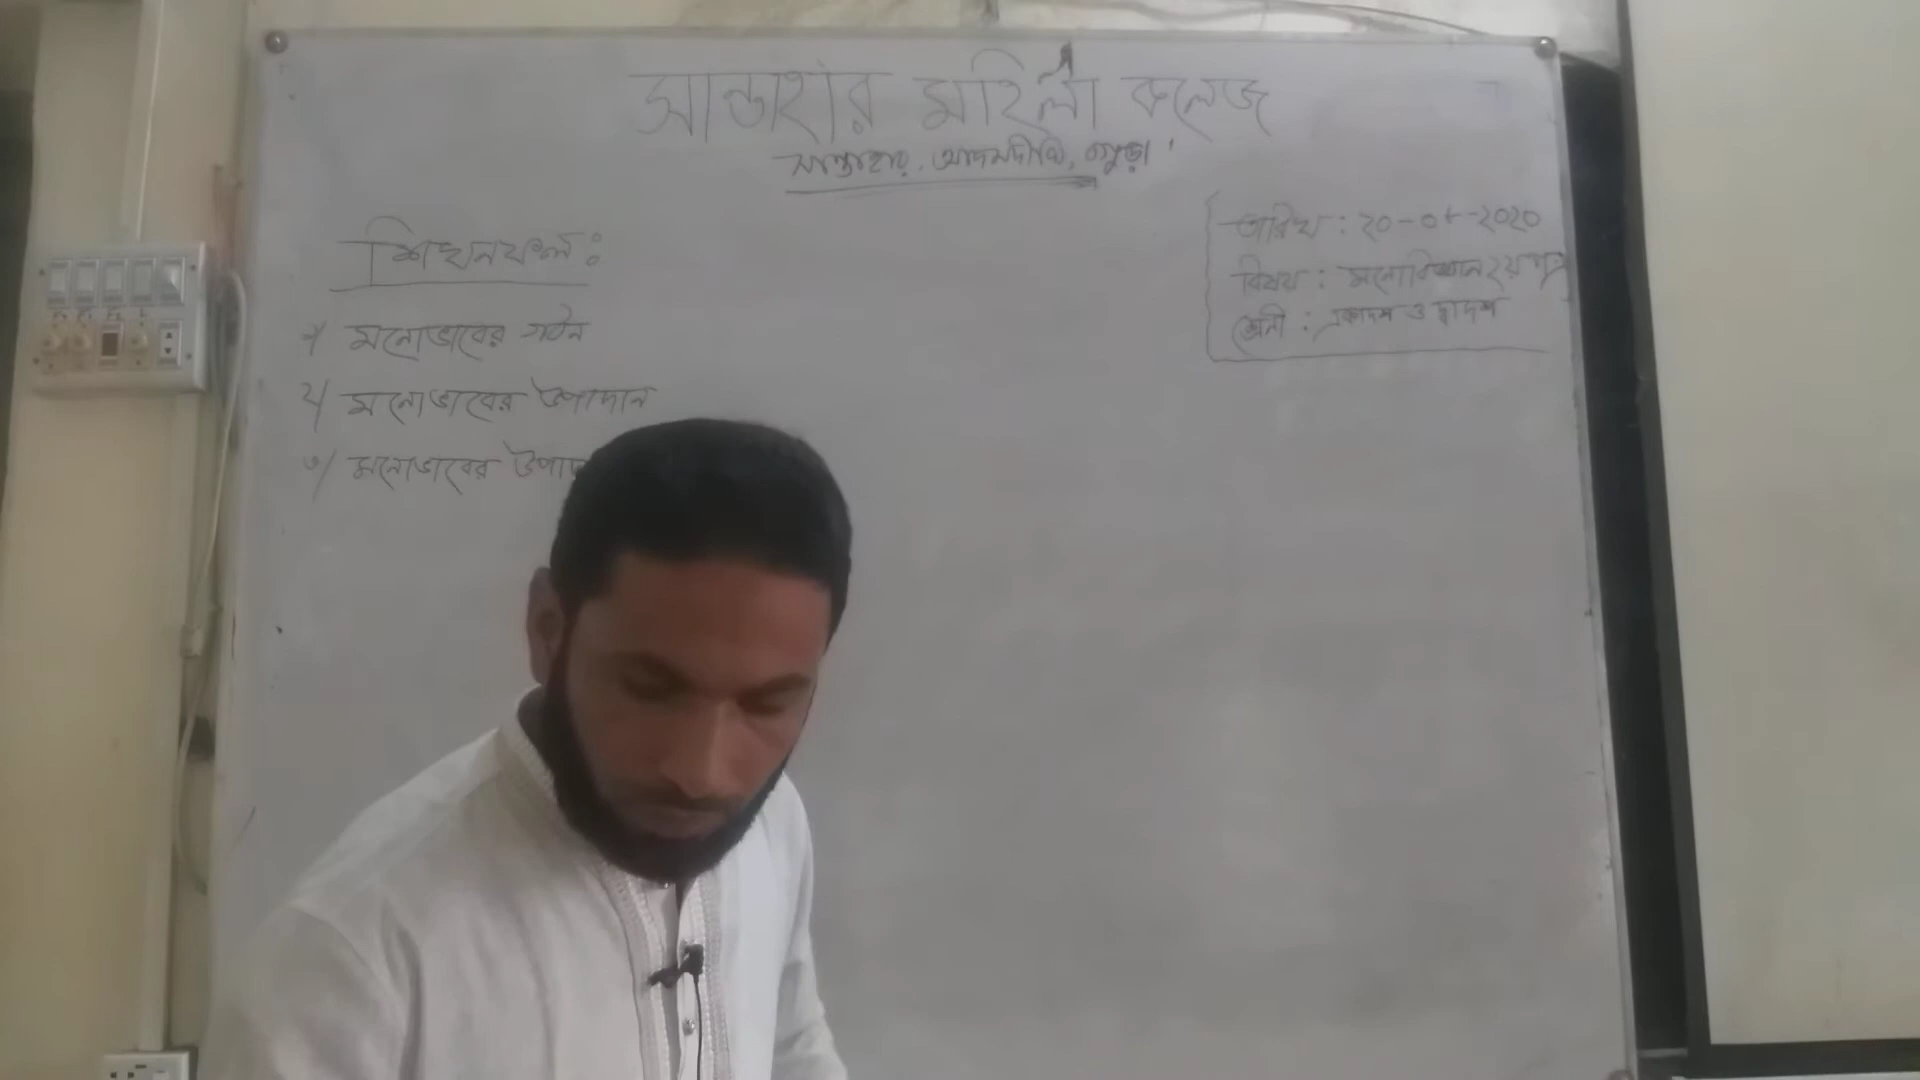 সান্তাহার মহিলা কলেজ
সান্তাহার, আদমদীঘি, বগুড়া।
তারিখ : ২০-০৮-২০২০
বিষয় : মনোবিজ্ঞান ২য় পত্র
শ্রেণী : একাদশ ও দ্বাদশ
শিখনফল :
১/ মনোভাবের গঠন
২/ মনোভাবের উপাদান
৩/ মনোভাবের